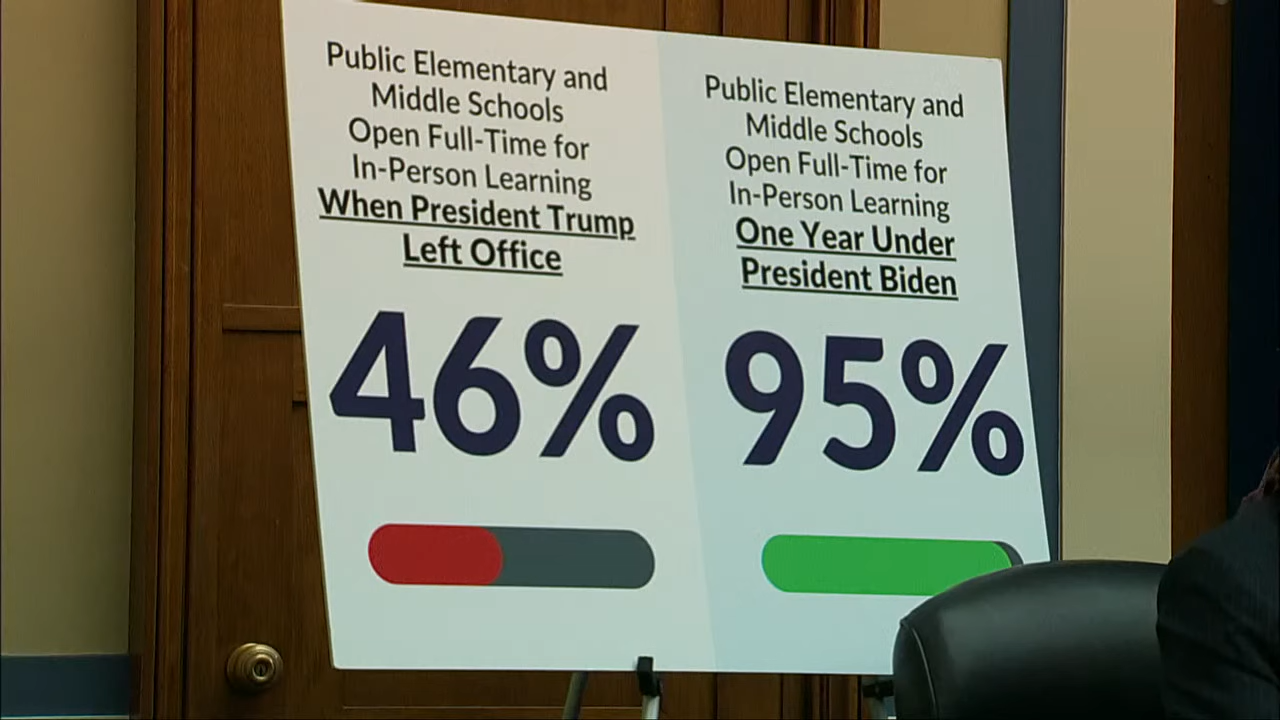 Public Elementary and
Middle Schools
Open Full-Time for
In-Person Learning
When President Trump
Left Office
46%
Public Elementary and
Middle Schools
Open Full-Time for
In-Person Learning
One Year Under
President Biden
95%